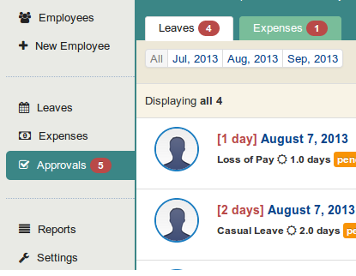 Employees
+ New Employee
Leaves
Expenses
Approvals 5
Reports
Settings
Leaves 4
Expenses 1
All Jul, 2013 Aug, 2013 Sep, 2013
Displaying all 4
[1 day] August 7, 2013
Loss of Pay 1.0 days
[2 days] August 7, 2013
Casual Leave 2.0 days